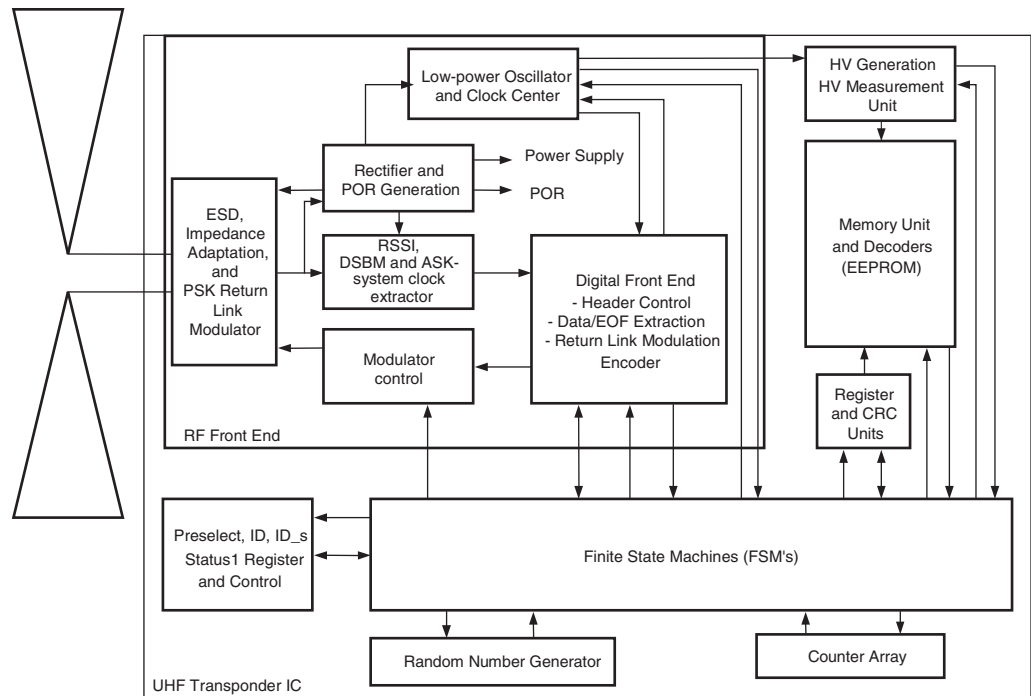 Low-power Oscillator
and Clock Center
HV Generation
HV Measurement
Unit
Rectifier and
POR Generation
Power Supply
POR
ESD,
Impedance
Adaptation,
and
PSK Return
Link
Modulator
RSSI,
DSBM and ASK-
system clock
extractor
Digital Front End
- Header Control
- Data/EOF Extraction
- Return Link Modulation
Encoder
Memory Unit
and Decoders
(EEPROM)
Modulator
control
Register
and CRC
Units
RF Front End
Preselect, ID, ID_s
Status1 Register
and Control
Finite State Machines (FSM's)
Random Number Generator
Counter Array
UHF Transponder IC